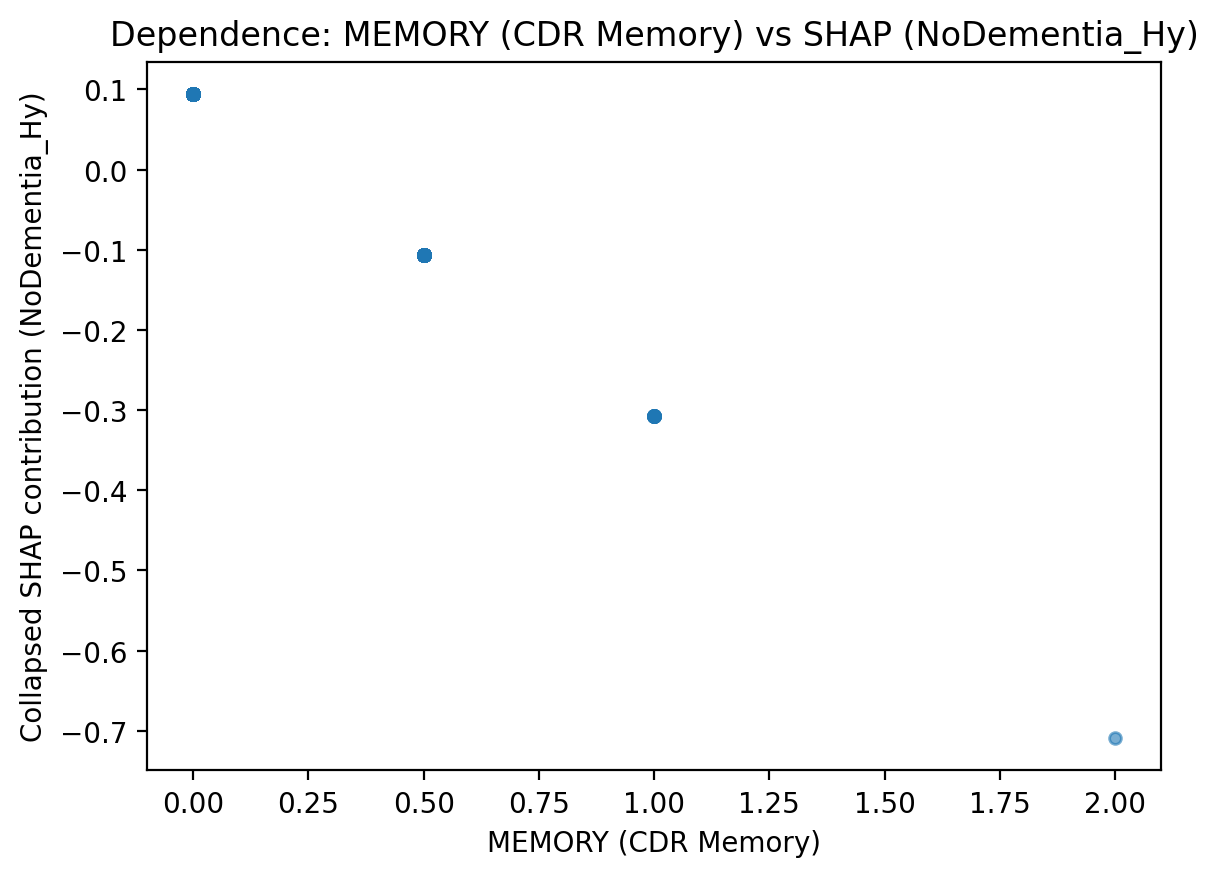 Dependence: MEMORY (CDR Memory) vs SHAP (NoDementia_Hy)
Collapsed SHAP contribution (NoDementia_Hy)
0.1
0.0
−0.1
−0.2
−0.3
−0.4
−0.5
−0.6
−0.7
0.00 0.25 0.50 0.75 1.00 1.25 1.50 1.75 2.00
MEMORY (CDR Memory)